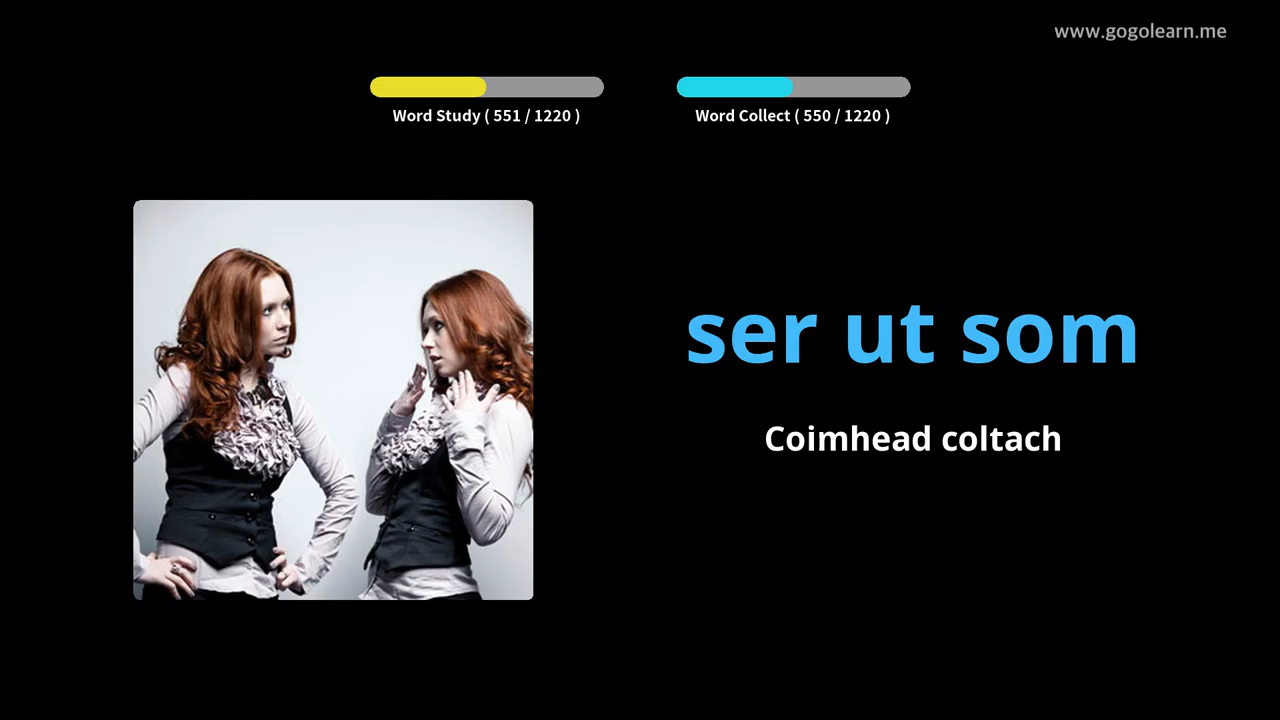 www.gogolearn.me
Word Study ( 551 / 1220 )
Word Collect ( 550 / 1220 )
ser ut som
Coimhead coltach